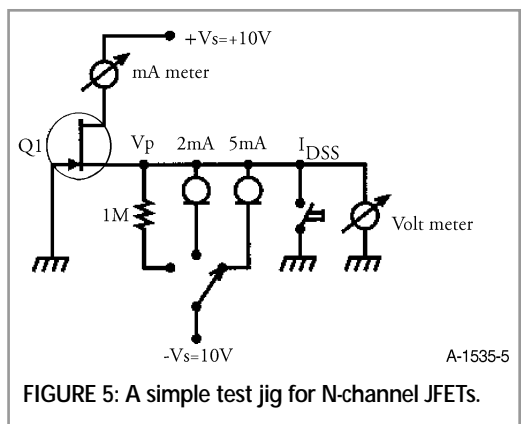 +Vs=+10V
mA meter
Q1
Vp 2mA 5mA IDSS
1M
Volt meter
-Vs=10V
A-1535-5
FIGURE 5: A simple test jig for N-channel JFETs.